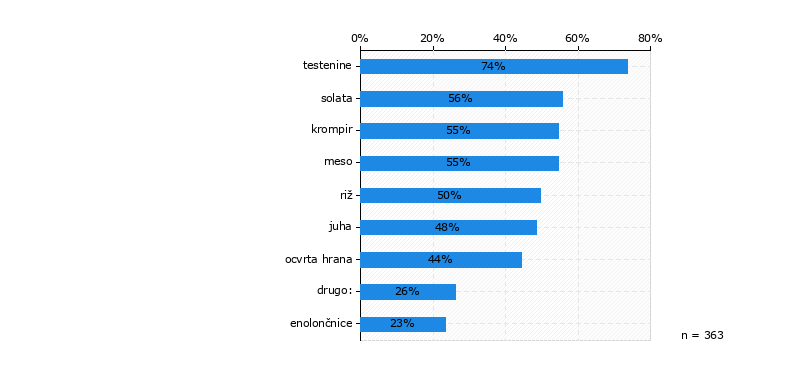 0% 20% 40% 60% 80%
testenine 74%
solata 56%
krompir 55%
meso 55%
riž 50%
juha 48%
ocvrta hrana 44%
drugo: 26%
enolončnice 23%
n = 363